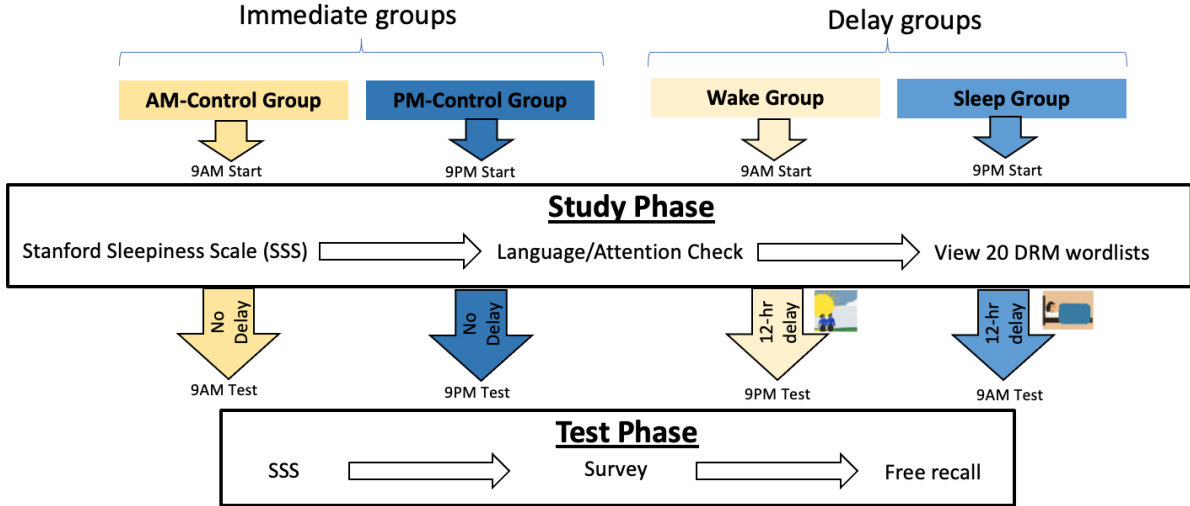 Immediate groups
Delay groups
AM-Control Group
PM-Control Group
Wake Group
Sleep Group
9AM Start
9PM Start
9AM Start
9PM Start
Study Phase
Stanford Sleepiness Scale (SSS)
Language/Attention Check
View 20 DRM wordlists
No
Delay
No
Delay
12-hr
delay
12-hr
delay
9AM Test
9PM Test
9PM Test
9AM Test
Test Phase
SSS
Survey
Free recall